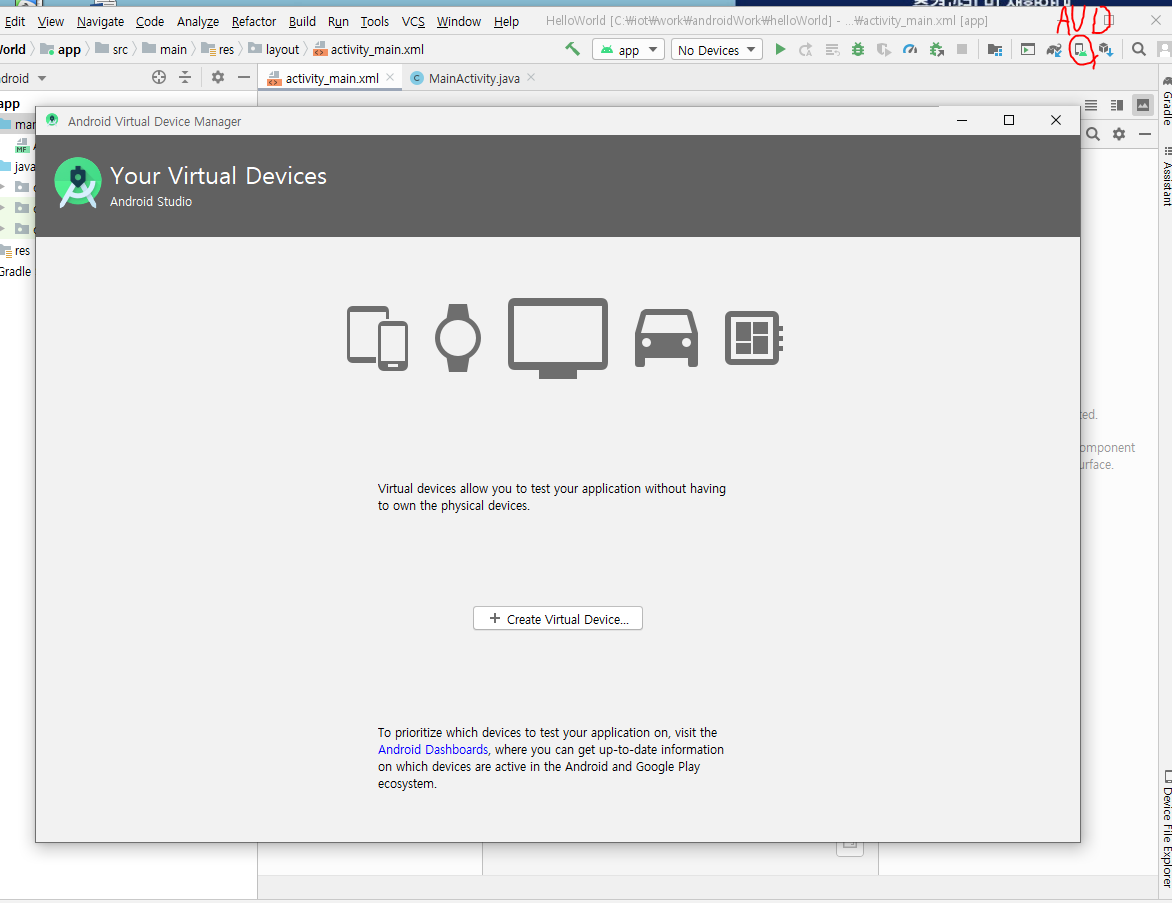 AVD
Edit View Navigate Code Analyze Refactor Build Run Tools VCS Window Help HelloWorld [C:₩iot₩work₩androidWork₩helloWorld] - ...₩activity_main.xml [app]
World app src main res layout activity_main.xml app No Devices
droid activity_main.xml MainActivity.java
app
mar
MF
java
res
Gradle
Android Virtual Device Manager
Your Virtual Devices
Android Studio
Virtual devices allow you to test your application without having
to own the physical devices.
+ Create Virtual Device...
To prioritize which devices to test your application on, visit the
Android Dashboards, where you can get up-to-date information
on which devices are active in the Android and Google Play
ecosystem.
ted.
omponent
urface.
Gradle
Assistant
Device File Explorer